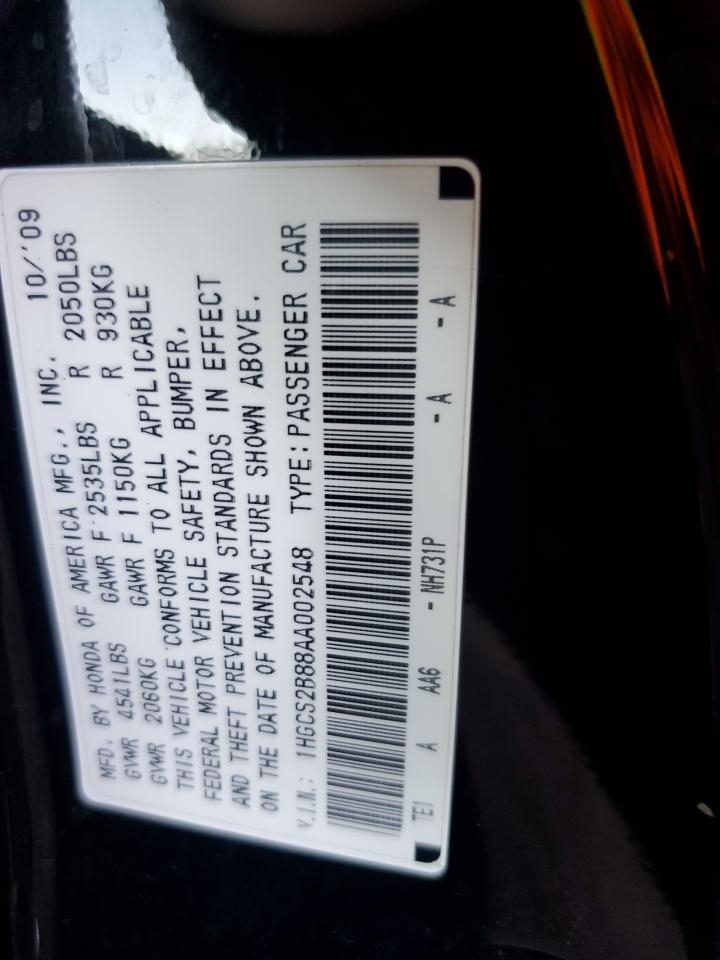 MFD. BY HONDA OF AMERICA MFG., INC. 10/'09
GVWR 4541LBS GAWR F 2535LBS R 2050LBS
GVWR 2060KG GAWR F 1150KG R 930KG
THIS VEHICLE CONFORMS TO ALL APPLICABLE
FEDERAL MOTOR VEHICLE SAFETY, BUMPER,
AND THEFT PREVENTION STANDARDS IN EFFECT
ON THE DATE OF MANUFACTURE SHOWN ABOVE.
V.I.N.: 1HGCS2B88AA002548 TYPE: PASSENGER CAR
TE1 A AA6 - NH731P - A - A